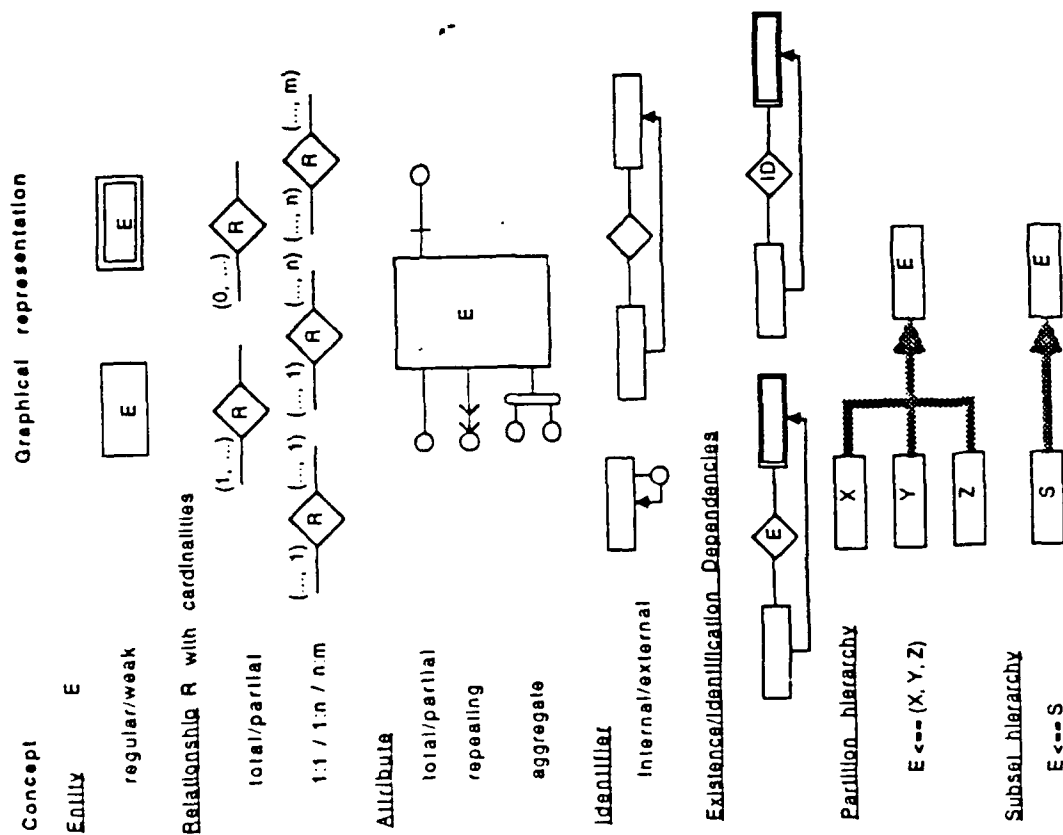 Concept Graphical representation
Entity E
regular/weak E E
Relationship R with cardinalities
total/partial (1, ...) R (0, ...) R
1:1 / 1:n / n:m (..., 1) R (..., 1) (..., 1) R (..., n) (..., n) R (..., m)
Attribute
total/partial
repeating E
aggregate
Identifier
Internal/external
Existence/Identification Dependencies
E ID
Partition hierarchy
X
E <== (X, Y, Z) Y E
Z
Subset hierarchy
E <== S S E